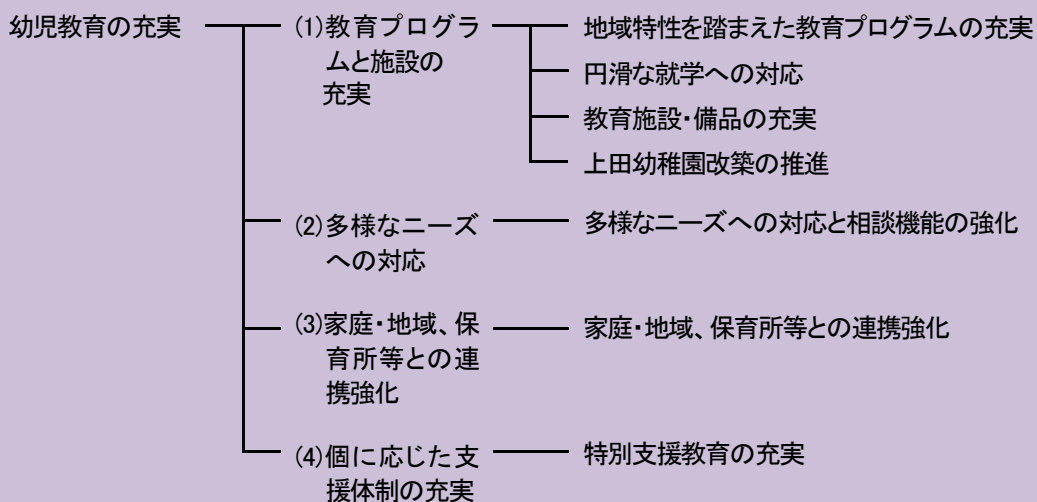 幼児教育の充実
(1)教育プログラ
ムと施設の
充実
地域特性を踏まえた教育プログラムの充実
円滑な就学への対応
教育施設・備品の充実
上田幼稚園改築の推進
(2)多様なニーズ
への対応
多様なニーズへの対応と相談機能の強化
(3)家庭・地域、保
育所等との連
携強化
家庭・地域、保育所等との連携強化
(4)個に応じた支
援体制の充実
特別支援教育の充実